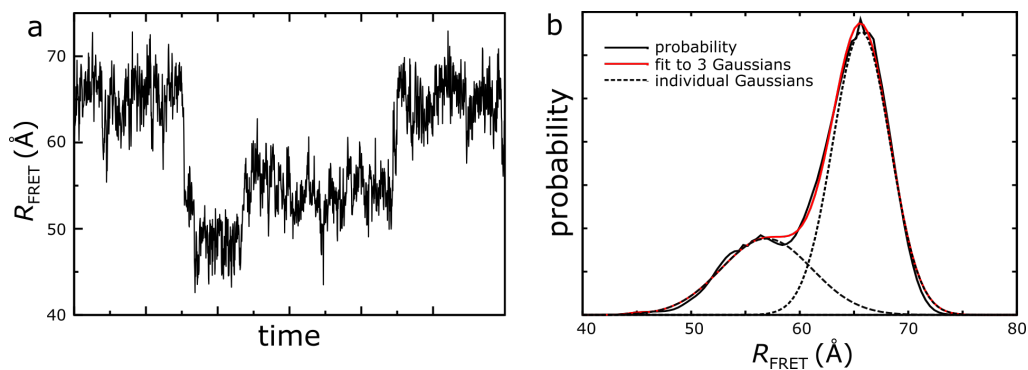 a
70
60
50
40
R_FRET (Å)
time
b
probability
fit to 3 Gaussians
individual Gaussians
probability
40 50 60 70 80
R_FRET (Å)